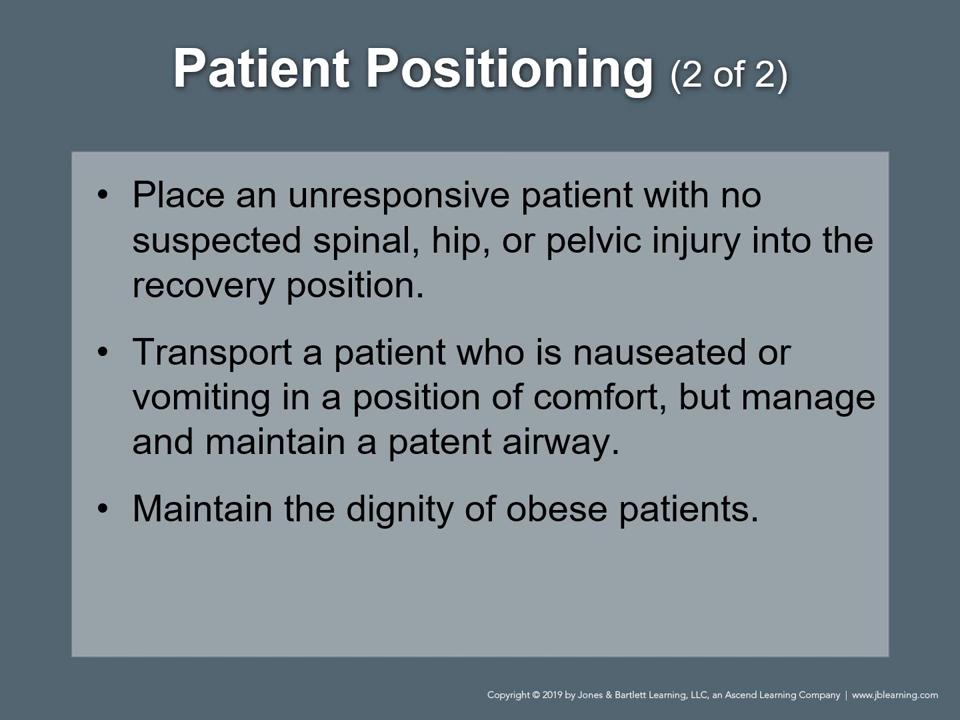 Patient Positioning (2 of 2)
• Place an unresponsive patient with no
suspected spinal, hip, or pelvic injury into the
recovery position.
• Transport a patient who is nauseated or
vomiting in a position of comfort, but manage
and maintain a patent airway.
• Maintain the dignity of obese patients.
Copyright © 2019 by Jones & Bartlett Learning, LLC, an Ascend Learning Company | www.jblearning.com